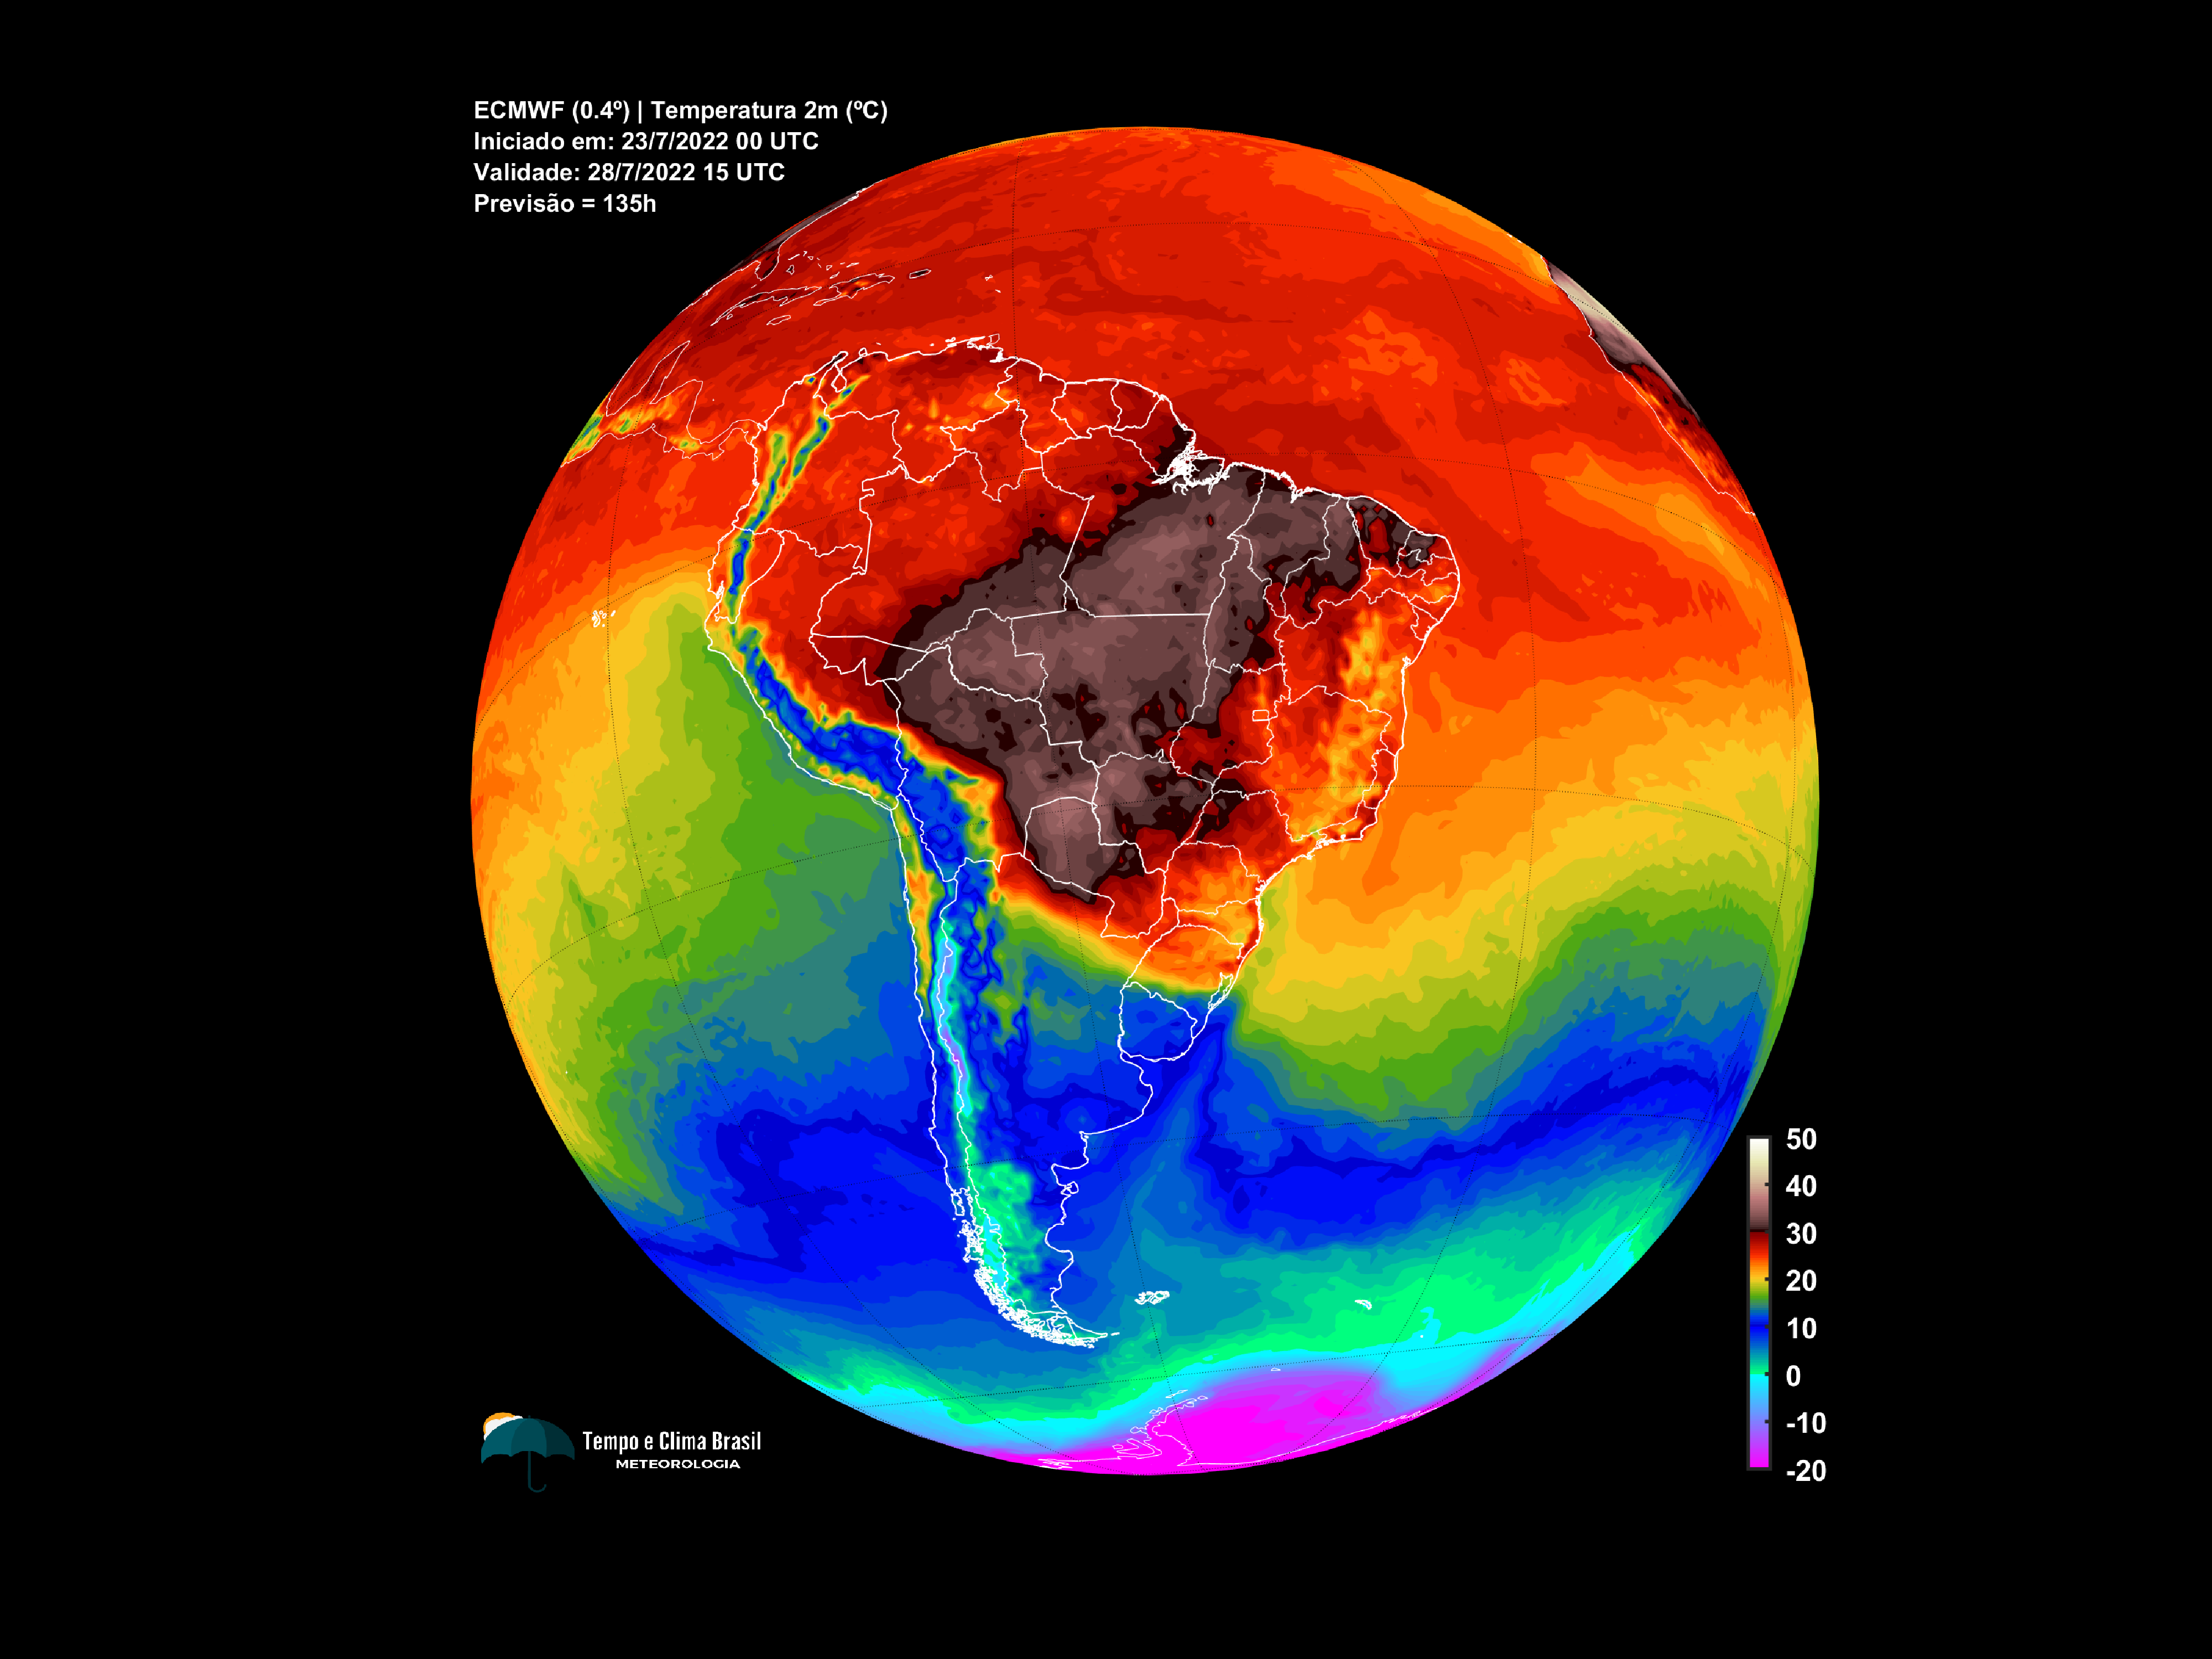 ECMWF (0.4º) | Temperatura 2m (ºC)
Iniciado em: 23/7/2022 00 UTC
Validade: 28/7/2022 15 UTC
Previsão = 135h
50
40
30
20
10
0
-10
-20
Tempo e Clima Brasil
METEOROLOGIA